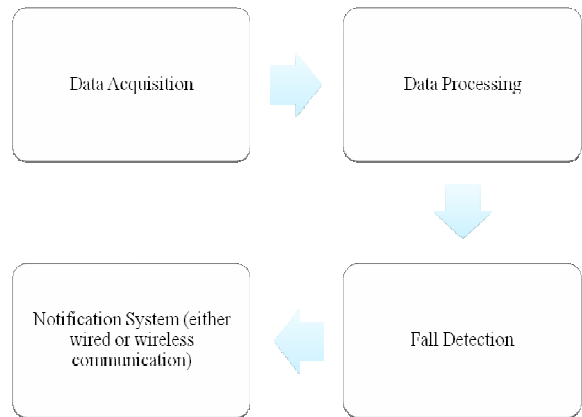 Data Acquisition
Data Processing
Notification System (either
wired or wireless
communication)
Fall Detection